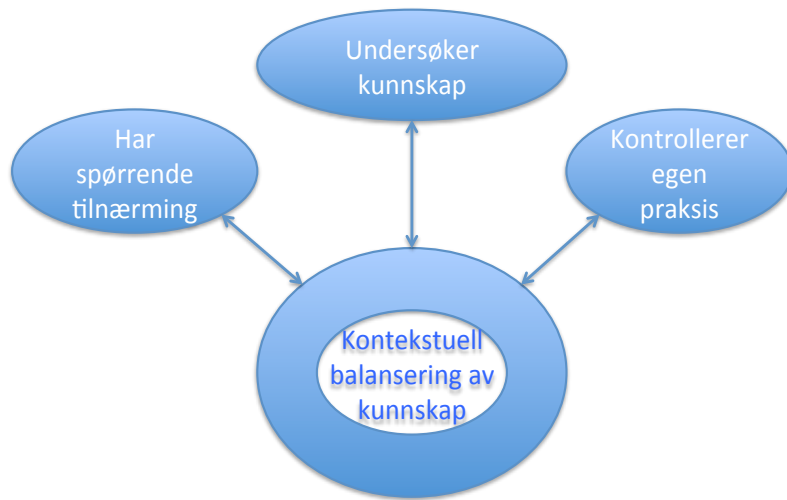 Undersøker
kunnskap
Har
spørrende
tilnærming
Kontrollerer
egen
praksis
Kontekstuell
balansering av
kunnskap